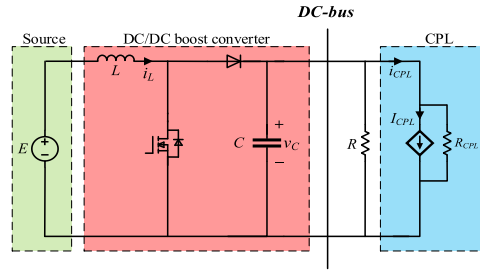 DC-bus
Source
DC/DC boost converter
CPL
L
iL
iCPL
ICPL
E
+
−
C
+
vC
−
R
RCPL